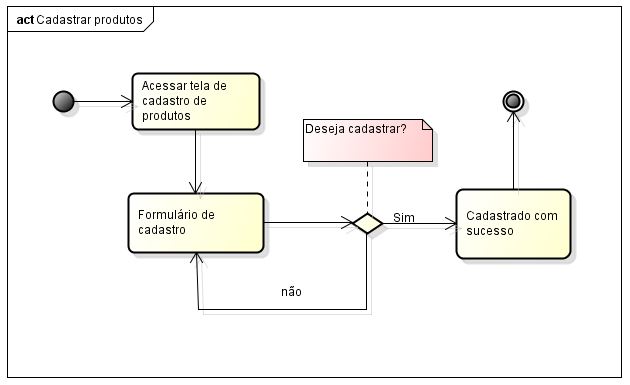 act Cadastrar produtos
Acessar tela de
cadastro de
produtos
Deseja cadastrar?
Formulário de
cadastro
Sim
Cadastrado com
sucesso
não